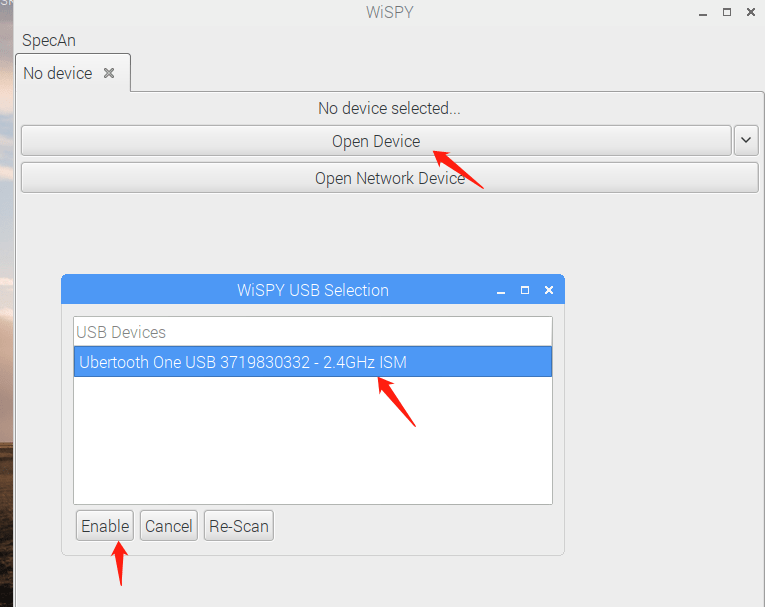 WiSPY
SpecAn
No device
No device selected...
Open Device
Open Network Device
WiSPY USB Selection
USB Devices
Ubertooth One USB 3719830332 - 2.4GHz ISM
Enable Cancel Re-Scan